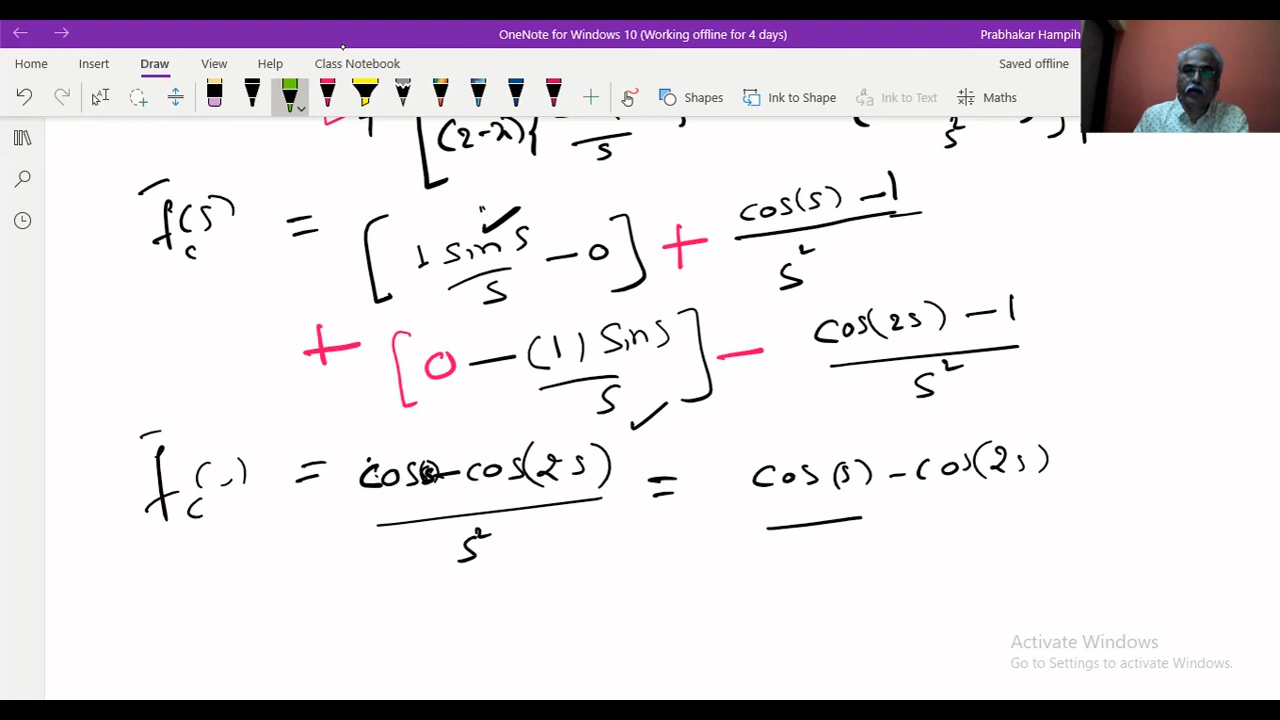 OneNote for Windows 10 (Working offline for 4 days) Prabhakar Hampih
Home Insert Draw View Help Class Notebook Saved offline
Shapes Ink to Shape Ink to Text Maths
[(2-x){ /s s²
f̄c(s) = [1 sin s/s - 0] + cos(s) - 1/s²
+ [0 - (1) sin s/s] - cos(2s) - 1/s²
f̄c( ) = cos(s) - cos(2s)/s² = cos(s) - cos(2s)
Activate Windows
Go to Settings to activate Windows.